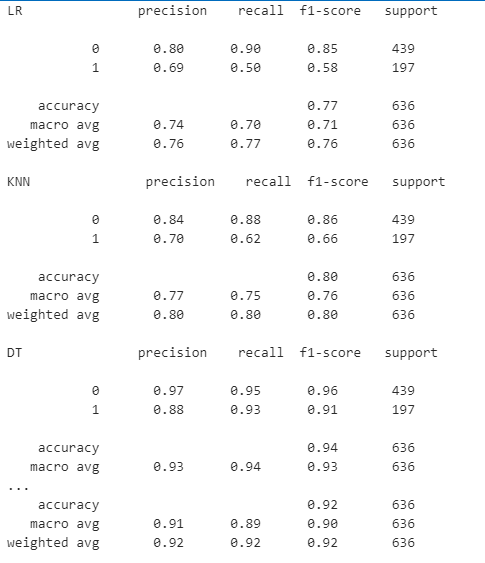 LR precision recall f1-score support
0 0.80 0.90 0.85 439
1 0.69 0.50 0.58 197
accuracy 0.77 636
macro avg 0.74 0.70 0.71 636
weighted avg 0.76 0.77 0.76 636
KNN precision recall f1-score support
0 0.84 0.88 0.86 439
1 0.70 0.62 0.66 197
accuracy 0.80 636
macro avg 0.77 0.75 0.76 636
weighted avg 0.80 0.80 0.80 636
DT precision recall f1-score support
0 0.97 0.95 0.96 439
1 0.88 0.93 0.91 197
accuracy 0.94 636
macro avg 0.93 0.94 0.93 636
...
accuracy 0.92 636
macro avg 0.91 0.89 0.90 636
weighted avg 0.92 0.92 0.92 636